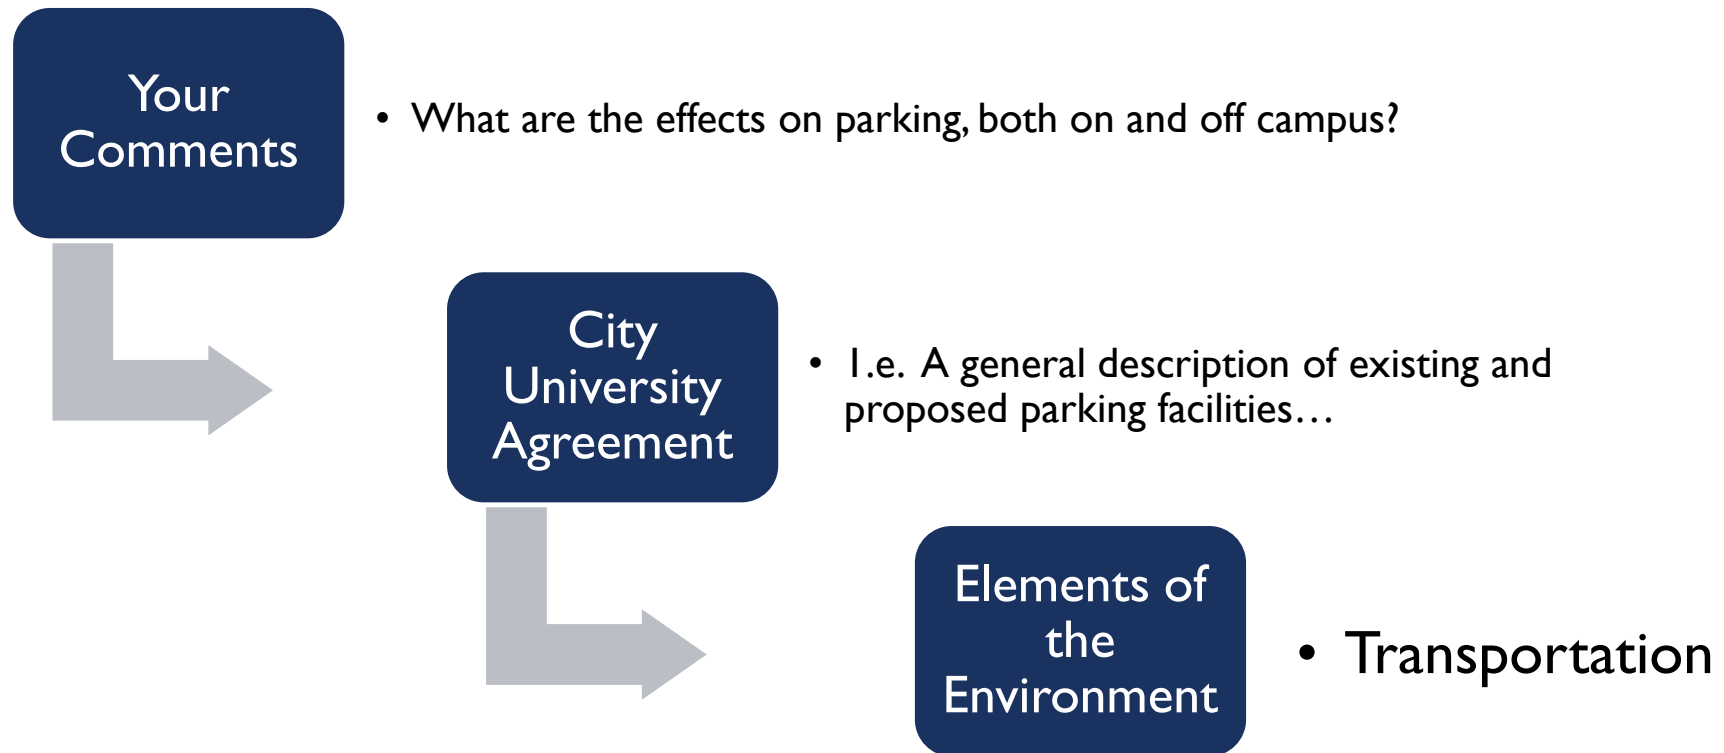 Your
Comments
• What are the effects on parking, both on and off campus?
City
University
Agreement
• 1.e. A general description of existing and
proposed parking facilities…
Elements of
the
Environment
• Transportation